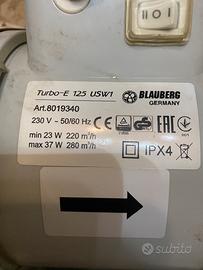 Turbo-E 125 USW1
BLAUBERG
GERMANY
Art.8019340
230 V ~ 50/60 Hz
min 23 W 220 m³/h
max 37 W 280 m³/h
IPX4
subito